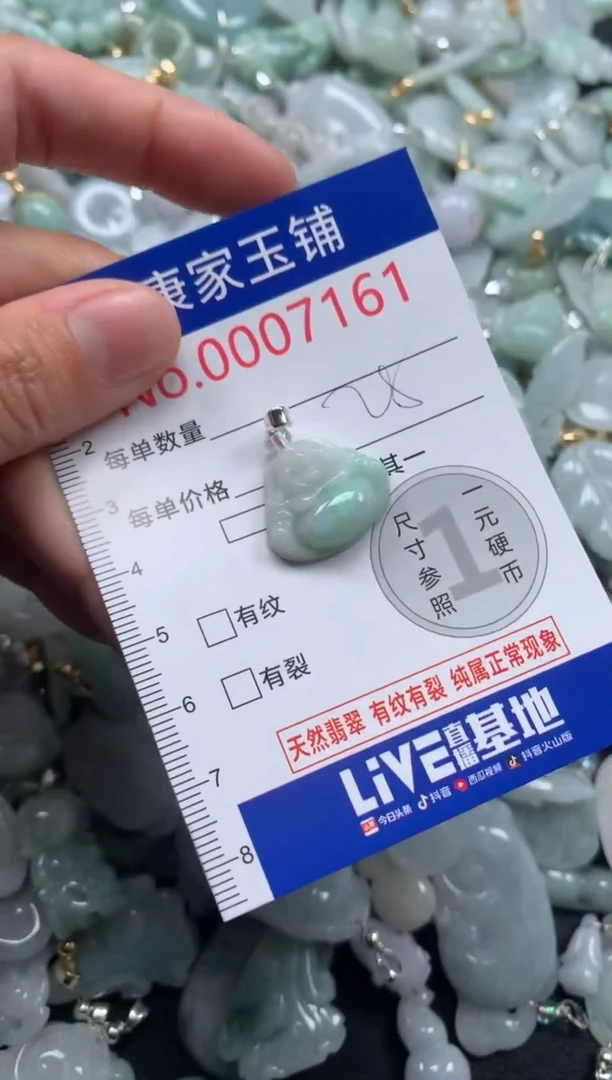 康家玉铺
No.0007161
每单数量
每单价格
其一
有纹
有裂
一元硬币
尺寸参照
1
天然翡翠 有纹有裂 纯属正常现象
LiVE直播基地
今日头条 抖音 西瓜视频 抖音火山版
2
3
4
5
6
7
8